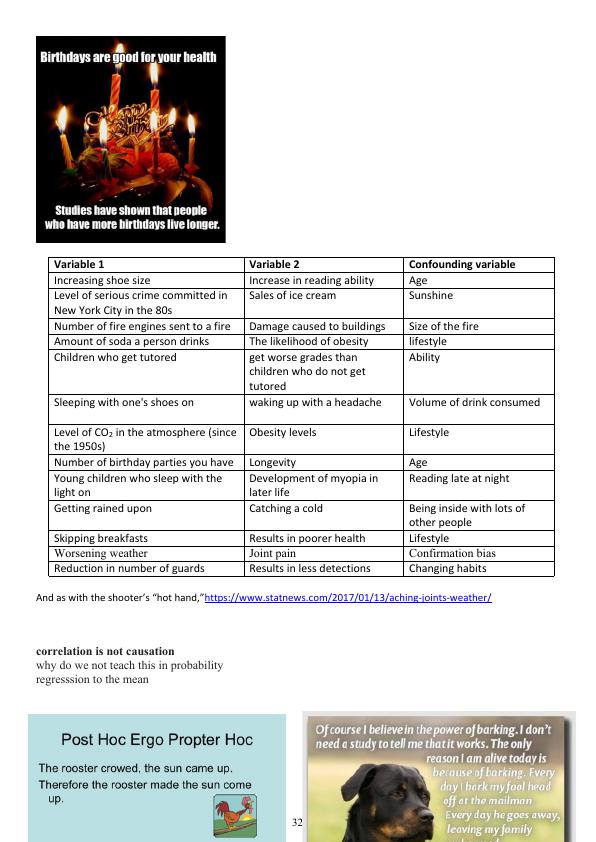 Birthdays are good for your health
Studies have shown that people
who have more birthdays live longer.
Variable 1 Variable 2 Confounding variable
Increasing shoe size Increase in reading ability Age
Level of serious crime committed in Sales of ice cream Sunshine
New York City in the 80s
Number of fire engines sent to a fire Damage caused to buildings Size of the fire
Amount of soda a person drinks The likelihood of obesity lifestyle
Children who get tutored get worse grades than Ability
children who do not get
tutored
Sleeping with one's shoes on waking up with a headache Volume of drink consumed
Level of CO₂ in the atmosphere (since Obesity levels Lifestyle
the 1950s)
Number of birthday parties you have Longevity Age
Young children who sleep with the Development of myopia in Reading late at night
light on later life
Getting rained upon Catching a cold Being inside with lots of
other people
Skipping breakfasts Results in poorer health Lifestyle
Worsening weather Joint pain Confirmation bias
Reduction in number of guards Results in less detections Changing habits
And as with the shooter’s “hot hand,”https://www.statnews.com/2017/01/13/aching-joints-weather/
correlation is not causation
why do we not teach this in probability
regresssion to the mean
Post Hoc Ergo Propter Hoc
The rooster crowed, the sun came up.
Therefore the rooster made the sun come
up.
Of course I believe in the power of barking. I don't
need a study to tell me that it works. The only
reason I am alive today is
because of barking. Every
day I bark my fool head
off at the mailman
Every day he goes away,
leaving my family
32